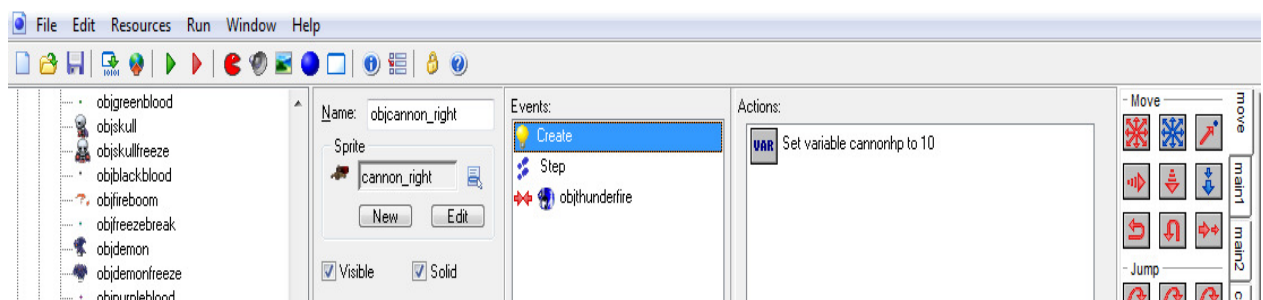 File Edit Resources Run Window Help
objgreenblood
objskull
objskullfreeze
objblackblood
objfireboom
objfreezebreak
objdemon
objdemonfreeze
objpurpleblood
Name: objcannon_right
Sprite
cannon_right
New Edit
Visible Solid
Events:
Create
Step
objthunderfire
Actions:
VAR Set variable cannonhp to 10
Move
Jump
move
main1
main2